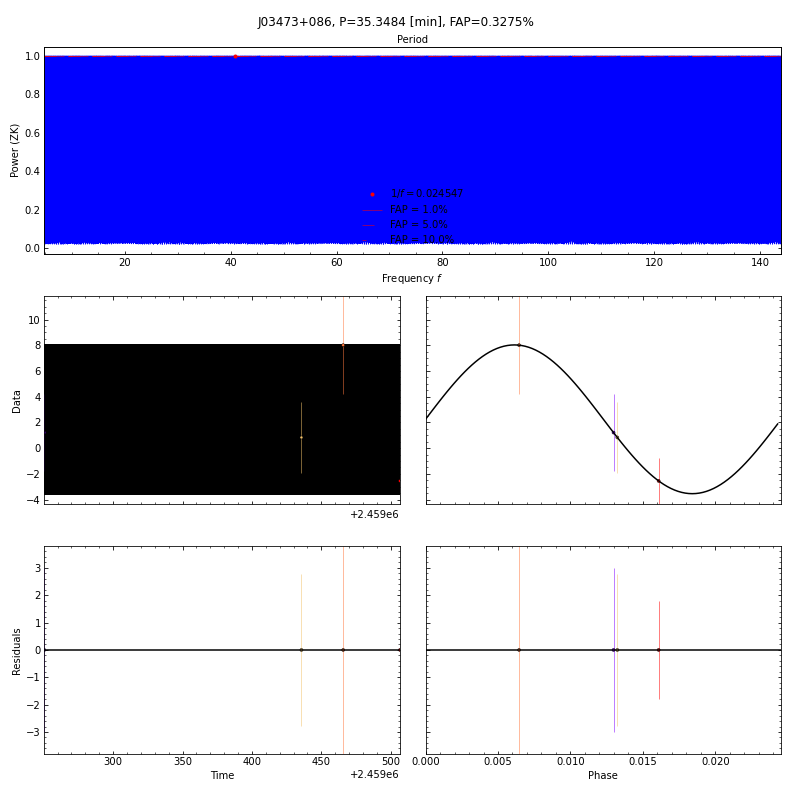 J03473+086, P=35.3484 [min], FAP=0.3275%
Period
1.0
0.8
0.6
0.4
0.2
0.0
Power (ZK)
1/f = 0.024547
FAP = 1.0%
FAP = 5.0%
FAP = 10.0%
20 40 60 80 100 120 140
Frequency f
10
8
6
4
2
0
−2
−4
Data
+2.459e6
3
2
1
0
−1
−2
−3
Residuals
300 350 400 450 500
Time
+2.459e6
0.000 0.005 0.010 0.015 0.020
Phase